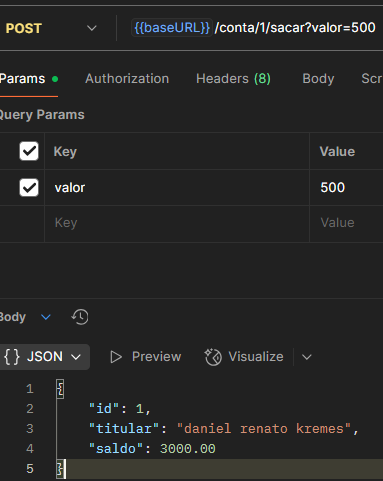 POST {{baseURL}} /conta/1/sacar?valor=500
Params Authorization Headers (8) Body Scr
Query Params
Key Value
valor 500
Key Value
Body
{} JSON Preview Visualize
1 {
2 "id": 1,
3 "titular": "daniel renato kremes",
4 "saldo": 3000.00
5 }